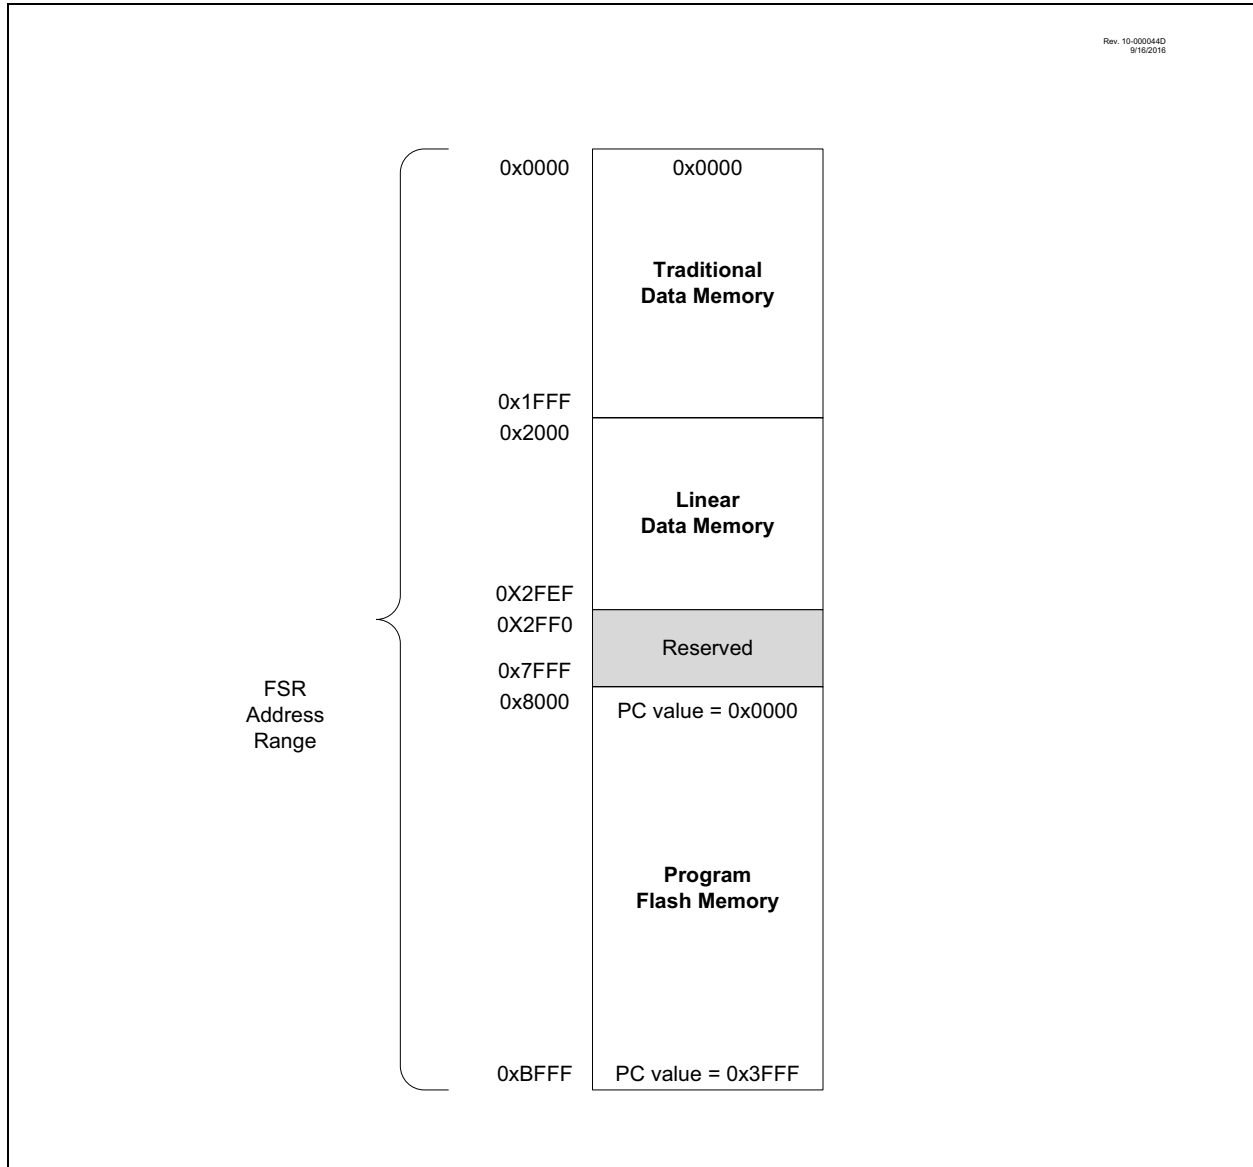 Rev. 10-000044D
9/16/2016
0x0000
0x0000
Traditional
Data Memory
0x1FFF
0x2000
Linear
Data Memory
0X2FEF
0X2FF0
Reserved
0x7FFF
0x8000
PC value = 0x0000
FSR
Address
Range
Program
Flash Memory
0xBFFF
PC value = 0x3FFF